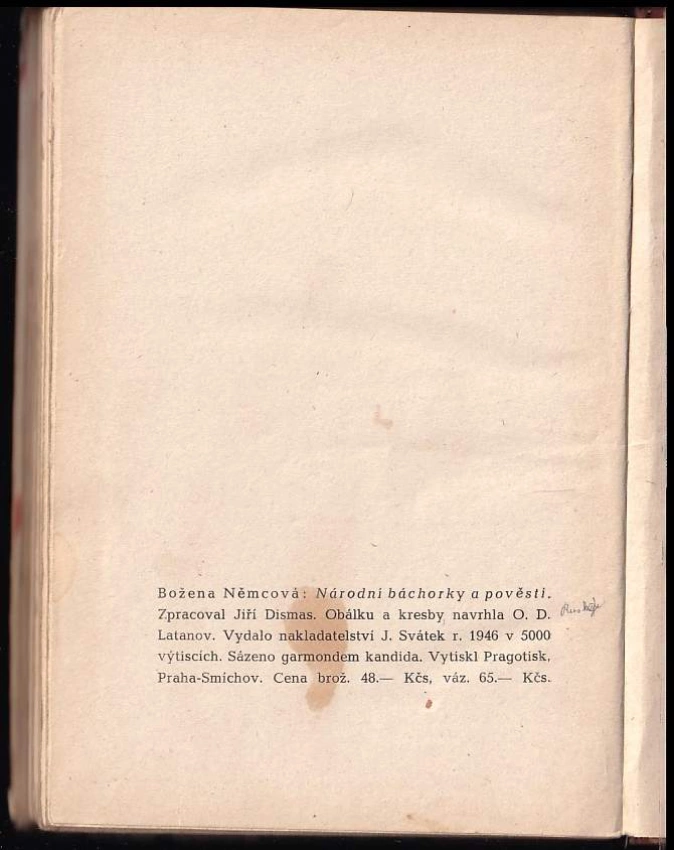 Božena Němcová: Národní báchorky a pověsti.
Zpracoval Jiří Dismas. Obálku a kresby navrhla O. D.
Latanov. Vydalo nakladatelství J. Svátek r. 1946 v 5000
výtiscích. Sázeno garmondem kandida. Vytiskl Pragotisk,
Praha-Smíchov. Cena brož. 48.— Kčs, váz. 65.— Kčs.